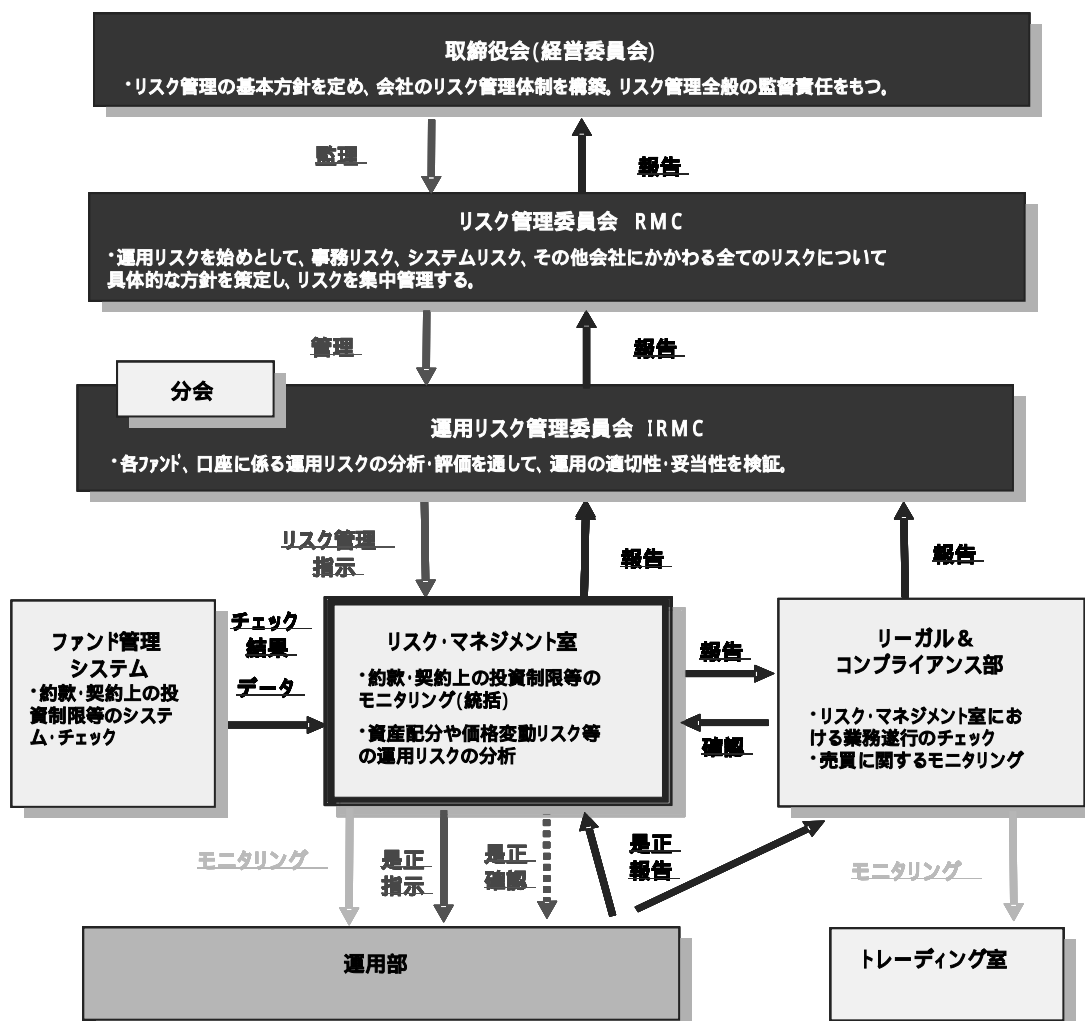 取締役会(経営委員会)
・リスク管理の基本方針を定め、会社のリスク管理体制を構築。リスク管理全般の監督責任をもつ。
監理
報告
リスク管理委員会 RMC
・運用リスクを始めとして、事務リスク、システムリスク、その他会社にかかわる全てのリスクについて
具体的な方針を策定し、リスクを集中管理する。
管理
報告
分会
運用リスク管理委員会 IRMC
・各ファンド、口座に係る運用リスクの分析・評価を通して、運用の適切性・妥当性を検証。
リスク管理
指示
報告
報告
ファンド管理
システム
・約款・契約上の投
資制限等のシステ
ム・チェック
チェック
結果
データ
リスク・マネジメント室
・約款・契約上の投資制限等の
モニタリング(統括)
・資産配分や価格変動リスク等
の運用リスクの分析
報告
確認
リーガル＆
コンプライアンス部
・リスク・マネジメント室にお
ける業務遂行のチェック
・売買に関するモニタリング
モニタリング
是正
指示
是正
確認
是正
報告
モニタリング
運用部
トレーディング室